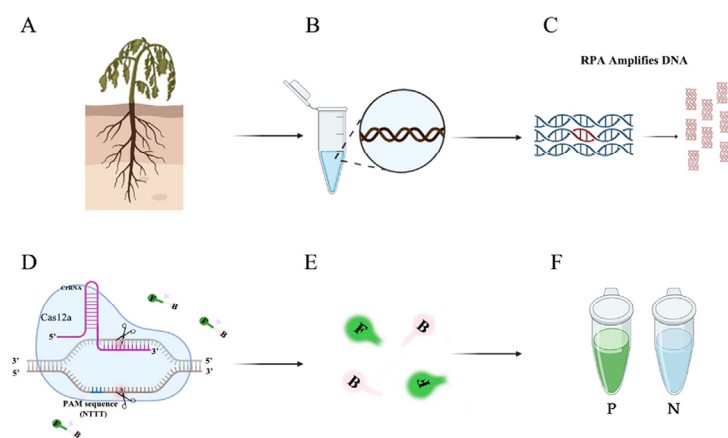 A
B
C
RPA Amplifies DNA
D
E
F
CrRNA
Cas12a
5'
3'
3'
5'
5'
3'
PAM sequence
(NTTT)
F
B
F
B
F
B
F
B
B
F
P
N